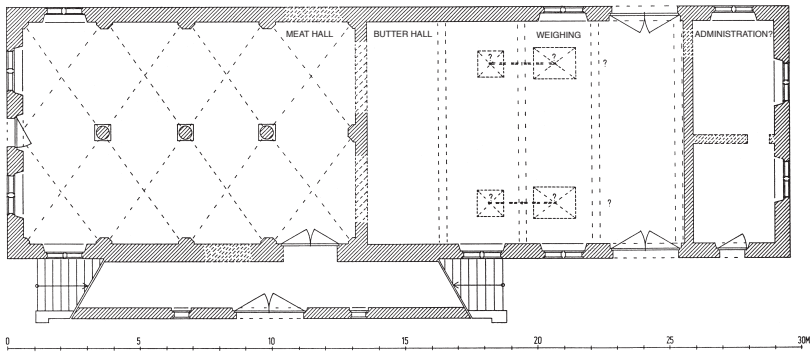 MEAT HALL
BUTTER HALL
WEIGHING
ADMINISTRATION?
? ? ?
? ? ?
0 5 10 15 20 25 30M